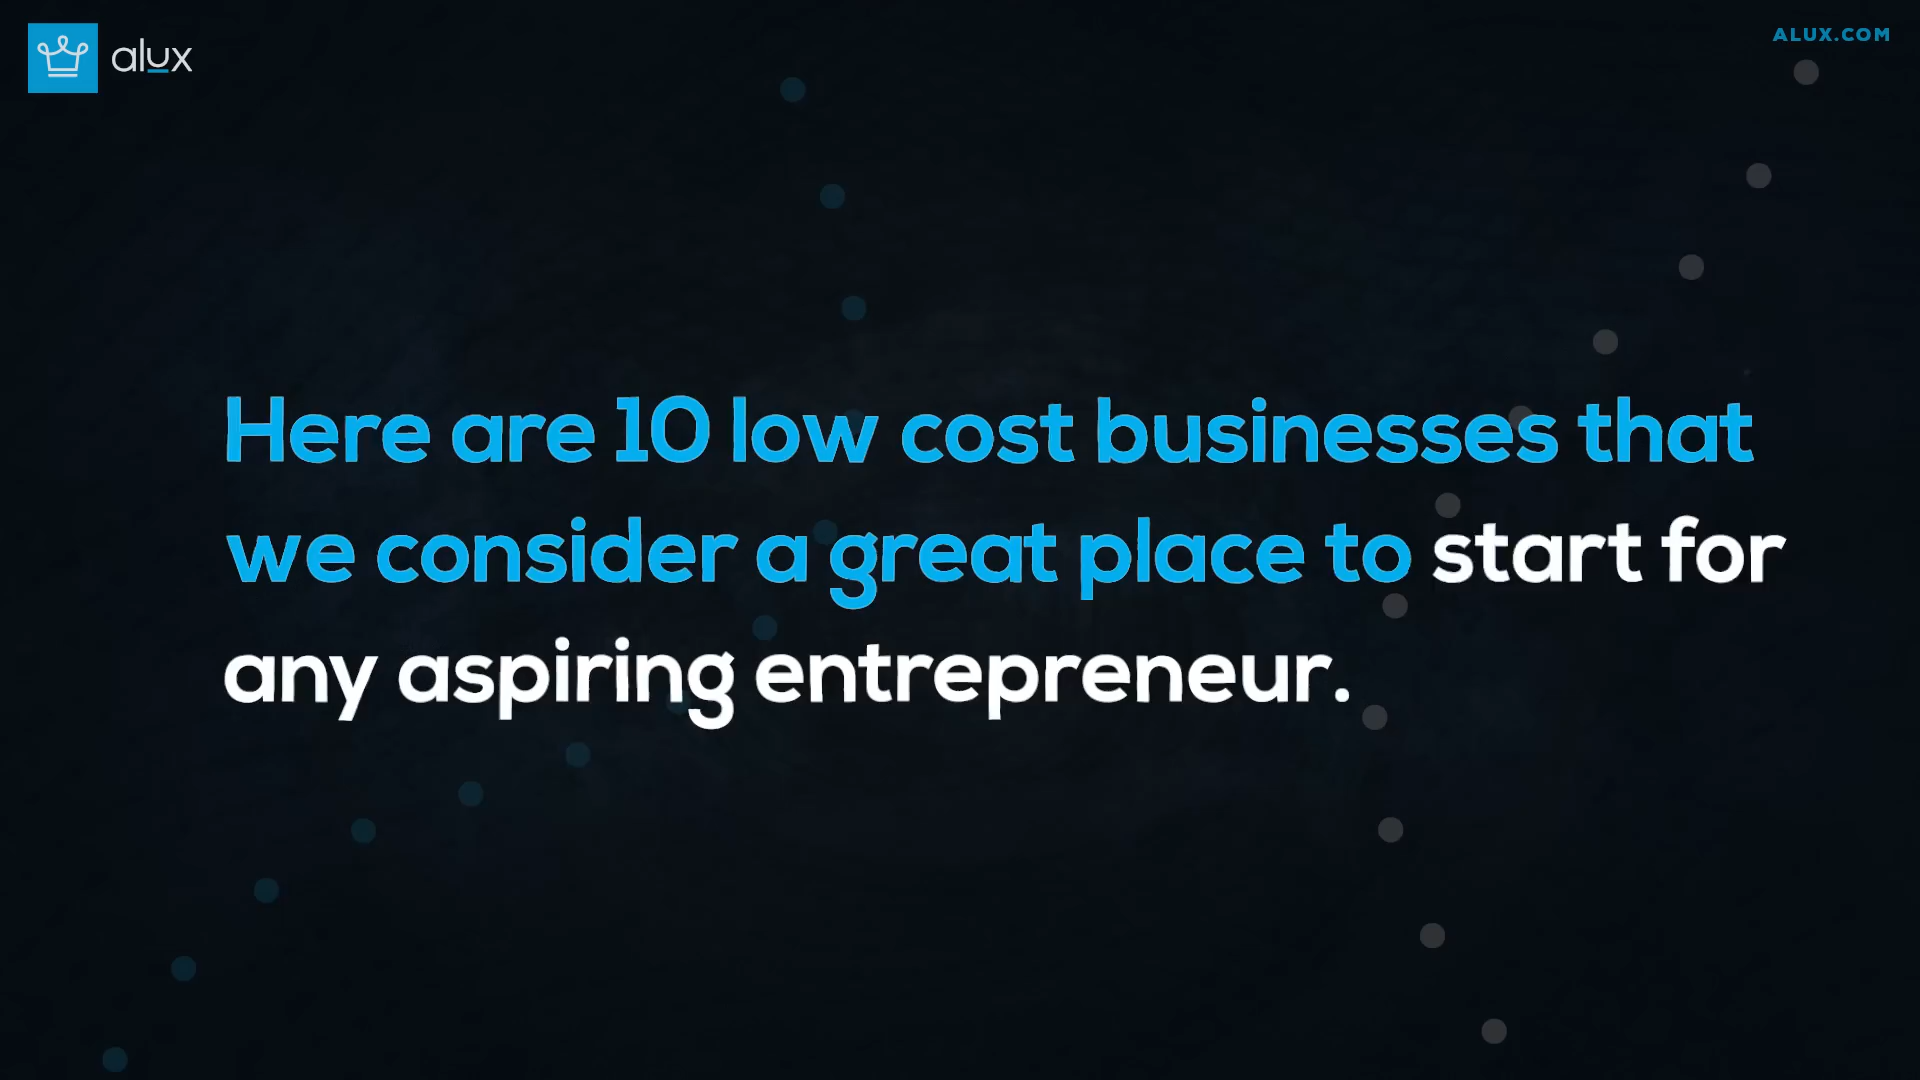 alux
ALUX.COM
Here are 10 low cost businesses that
we consider a great place to start for
any aspiring entrepreneur.